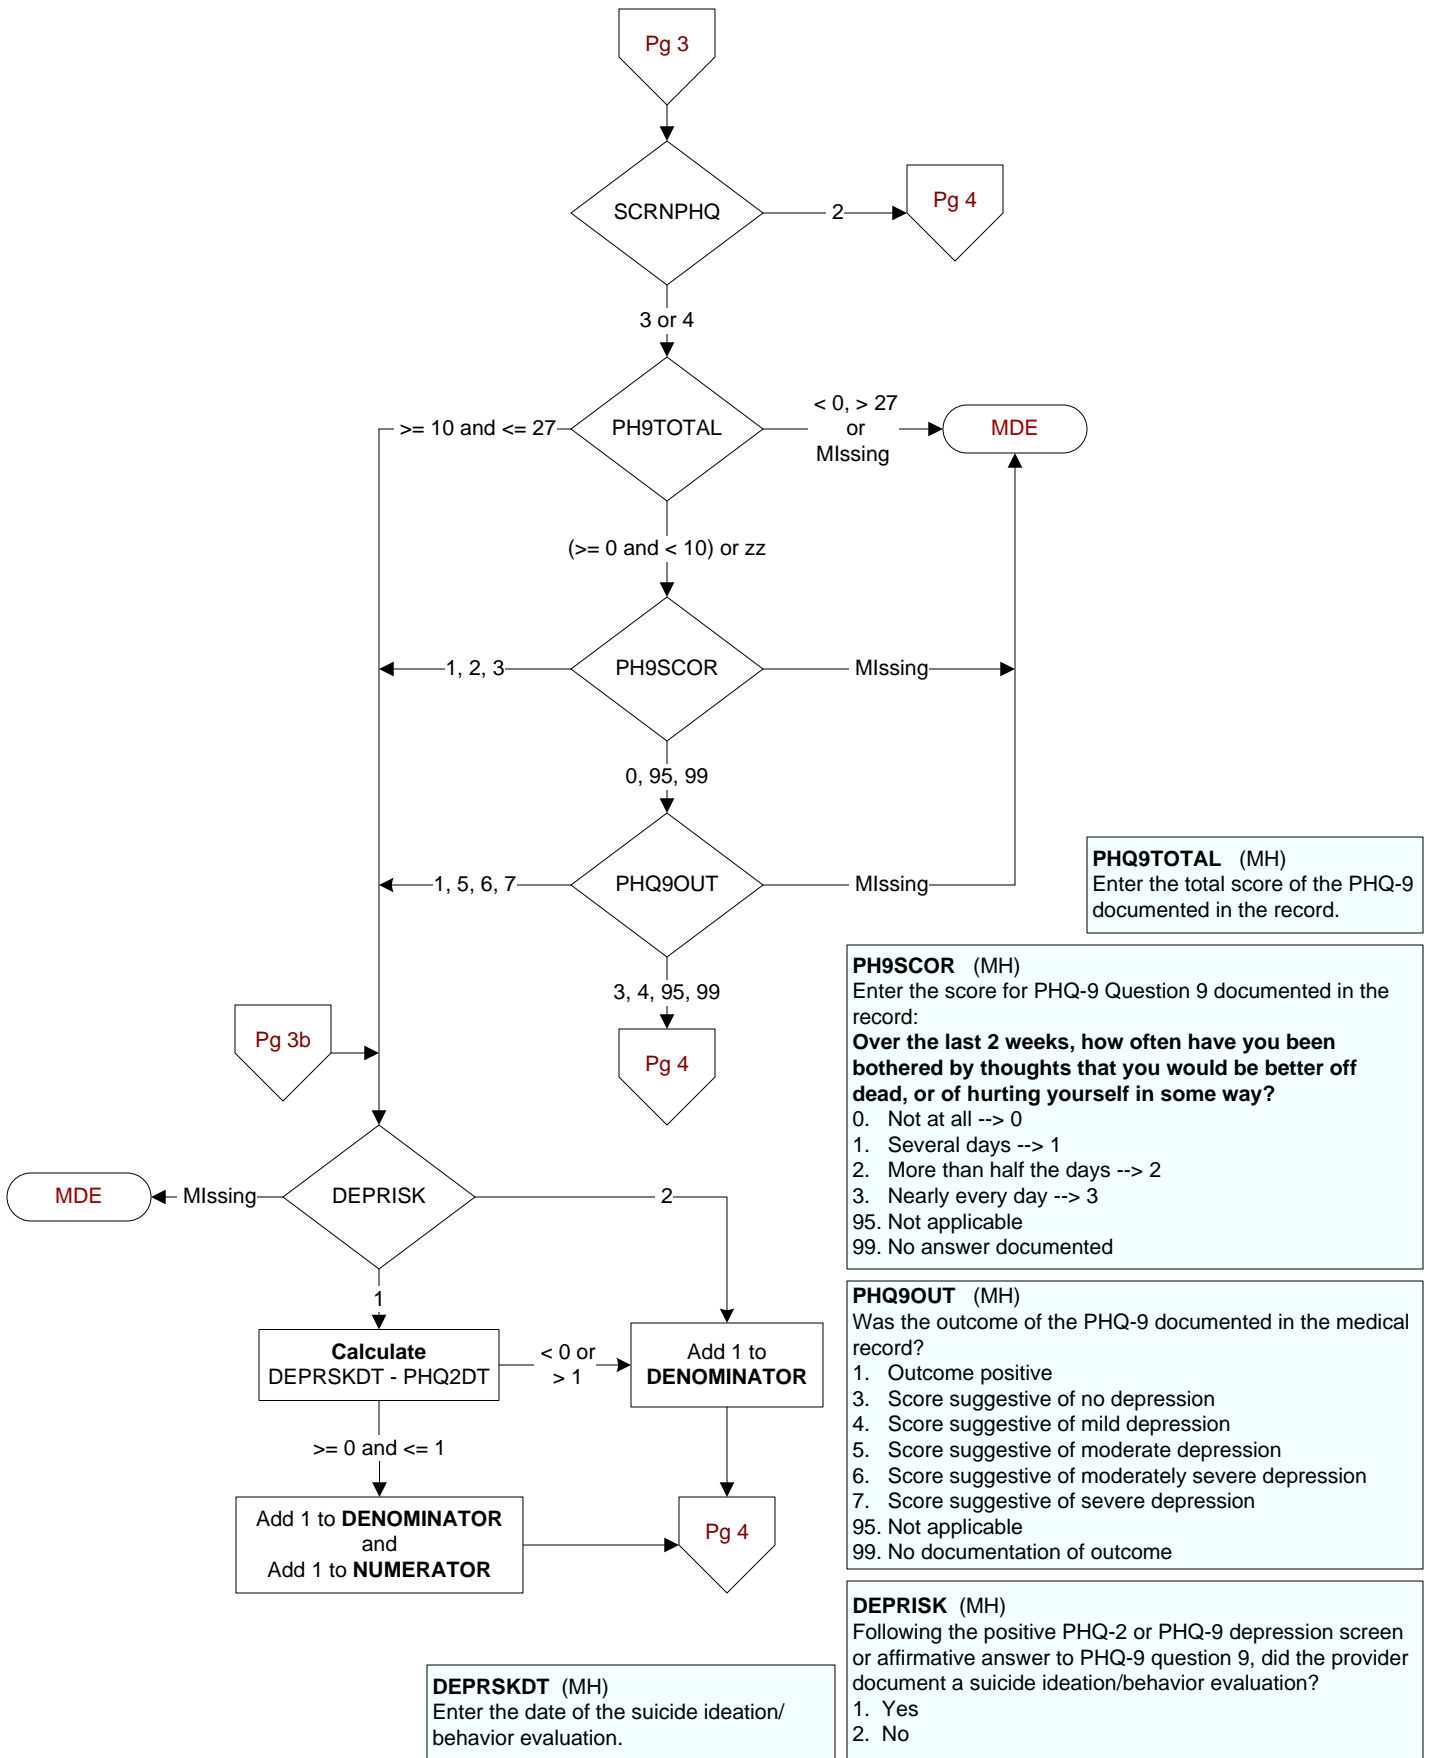 Pg 3
SCRNPHQ
2
Pg 4
3 or 4
>= 10 and <= 27
PH9TOTAL
< 0, > 27
or
MIssing
MDE
(>= 0 and < 10) or zz
1, 2, 3
PH9SCOR
MIssing
0, 95, 99
1, 5, 6, 7
PHQ9OUT
MIssing
3, 4, 95, 99
Pg 3b
Pg 4
MDE
MIssing
DEPRISK
2
1
Calculate
DEPRSKDT - PHQ2DT
< 0 or
> 1
Add 1 to
DENOMINATOR
>= 0 and <= 1
Add 1 to DENOMINATOR
and
Add 1 to NUMERATOR
Pg 4
PHQ9TOTAL (MH)
Enter the total score of the PHQ-9
documented in the record.
PH9SCOR (MH)
Enter the score for PHQ-9 Question 9 documented in the
record:
Over the last 2 weeks, how often have you been
bothered by thoughts that you would be better off
dead, or of hurting yourself in some way?
0. Not at all --> 0
1. Several days --> 1
2. More than half the days --> 2
3. Nearly every day --> 3
95. Not applicable
99. No answer documented
PHQ9OUT (MH)
Was the outcome of the PHQ-9 documented in the medical
record?
1. Outcome positive
3. Score suggestive of no depression
4. Score suggestive of mild depression
5. Score suggestive of moderate depression
6. Score suggestive of moderately severe depression
7. Score suggestive of severe depression
95. Not applicable
99. No documentation of outcome
DEPRISK (MH)
Following the positive PHQ-2 or PHQ-9 depression screen
or affirmative answer to PHQ-9 question 9, did the provider
document a suicide ideation/behavior evaluation?
1. Yes
2. No
DEPRSKDT (MH)
Enter the date of the suicide ideation/
behavior evaluation.